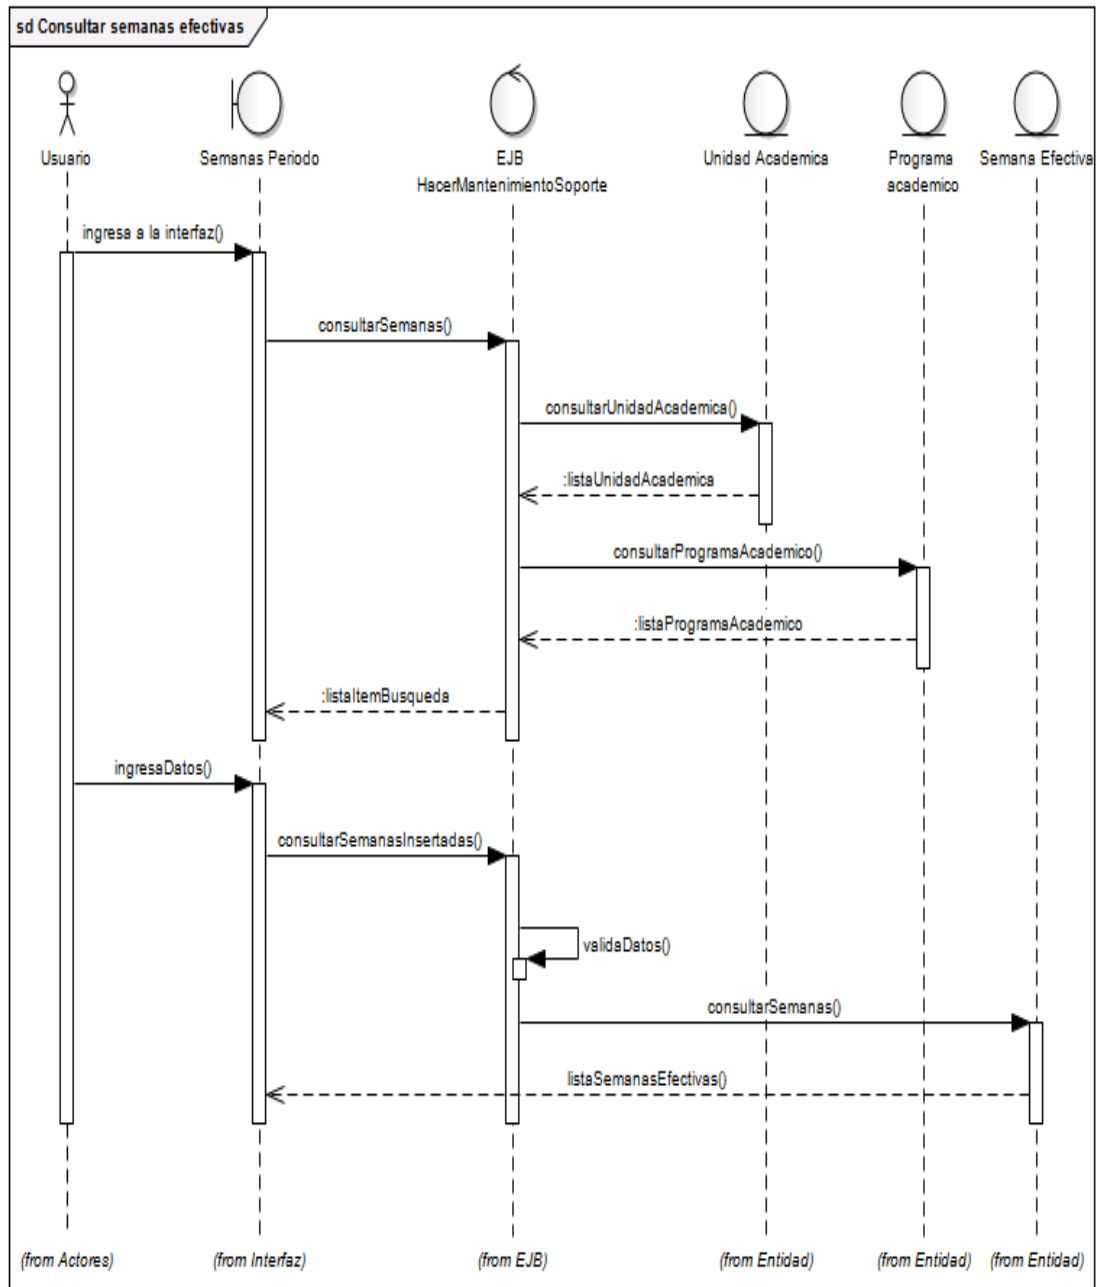 sd Consultar semanas efectivas
Usuario
Semanas Periodo
EJB
HacerMantenimientoSoporte
Unidad Academica
Programa
academico
Semana Efectiva
ingresa a la interfaz()
consultarSemanas()
consultarUnidadAcademica()
:listaUnidadAcademica
consultarProgramaAcademico()
:listaProgramaAcademico
:listaItemBusqueda
ingresaDatos()
consultarSemanasInsertadas()
validaDatos()
consultarSemanas()
listaSemanasEfectivas()
(from Actores)
(from Interfaz)
(from EJB)
(from Entidad)
(from Entidad)
(from Entidad)